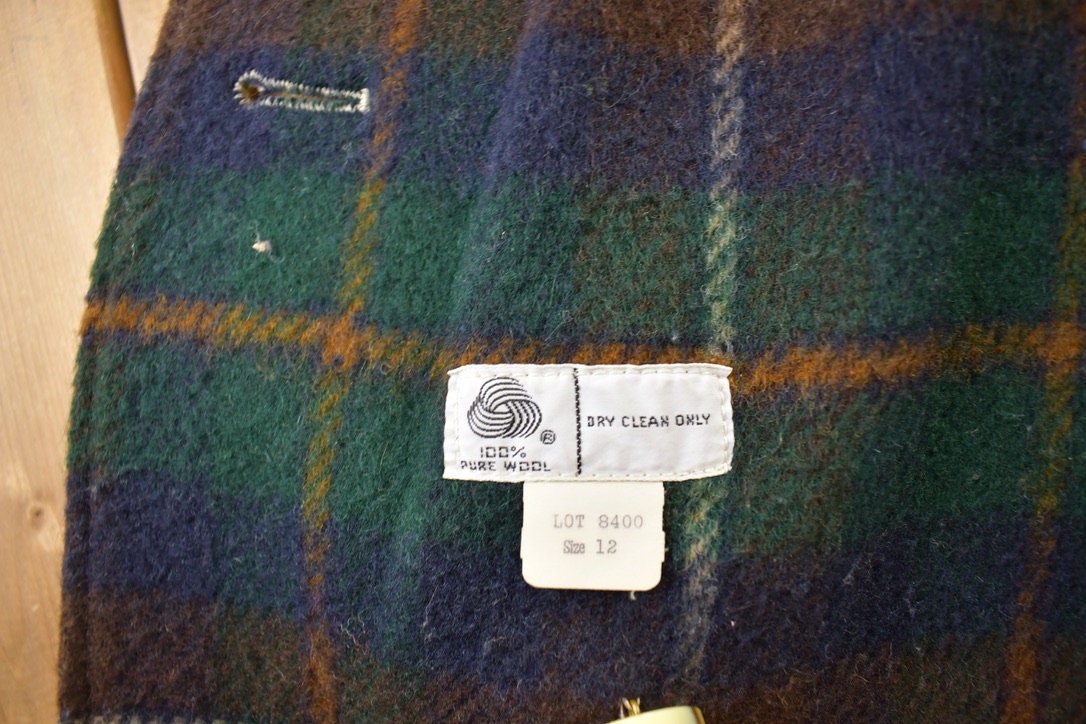 ®
100%
PURE WOOL
DRY CLEAN ONLY
LOT 8400
Size 12